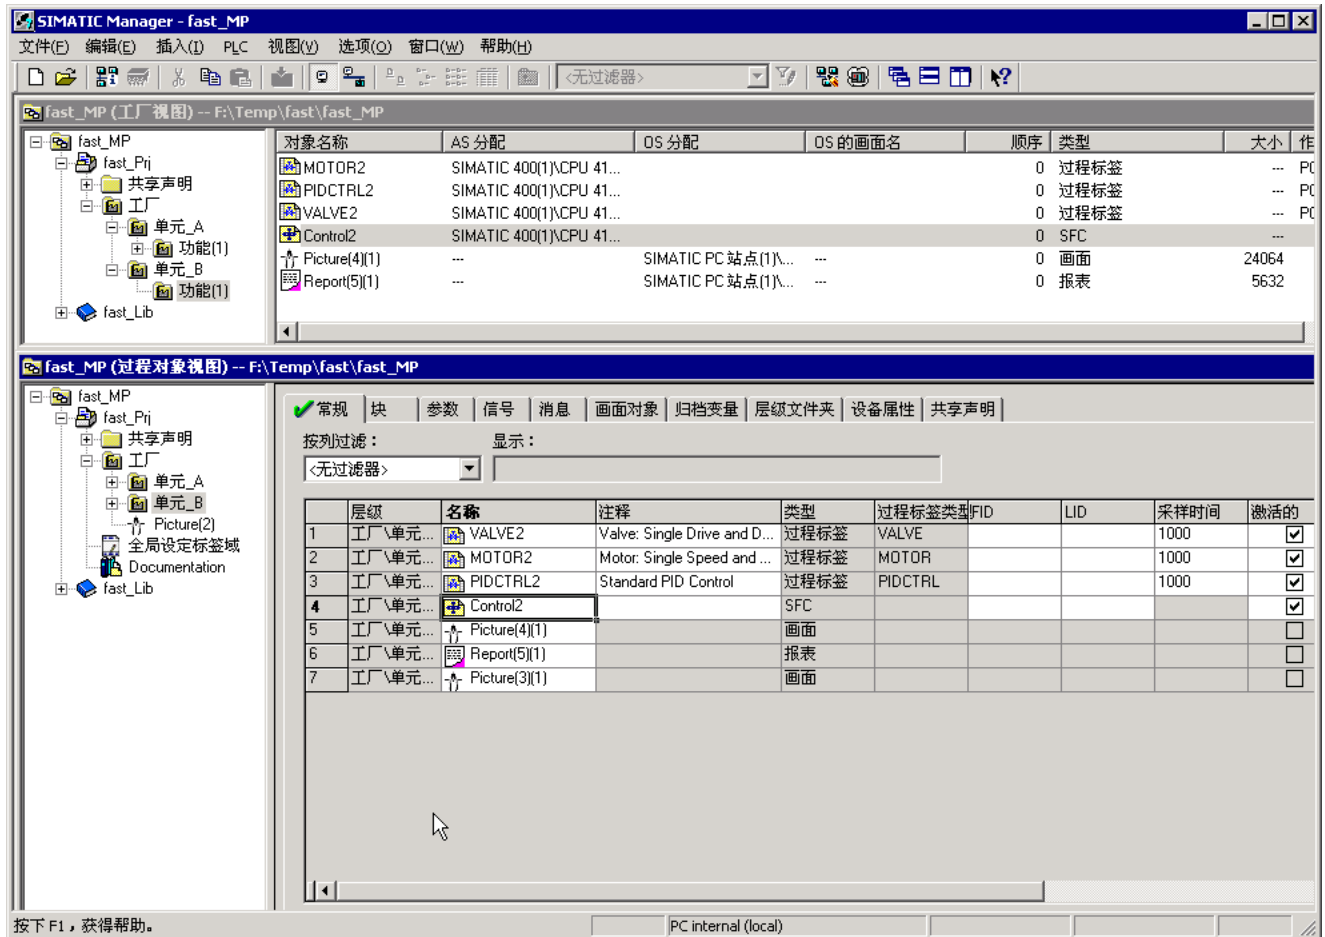 SIMATIC Manager - fast_MP
文件(F) 编辑(E) 插入(I) PLC 视图(V) 选项(O) 窗口(W) 帮助(H)
<无过滤器>
fast_MP (工厂视图) -- F:\Temp\fast\fast_MP
fast_MP
fast_Prj
共享声明
工厂
单元_A
功能(1)
单元_B
功能(1)
fast_Lib
对象名称 AS 分配 OS 分配 OS 的画面名 顺序 类型 大小 作
MOTOR2 SIMATIC 400(1)\CPU 41... 0 过程标签 --- PC
PIDCTRL2 SIMATIC 400(1)\CPU 41... 0 过程标签 --- PC
VALVE2 SIMATIC 400(1)\CPU 41... 0 过程标签 --- PC
Control2 SIMATIC 400(1)\CPU 41... 0 SFC ---
Picture(4)(1) --- SIMATIC PC 站点(1)\... --- 0 画面 24064
Report(5)(1) --- SIMATIC PC 站点(1)\... --- 0 报表 5632
fast_MP (过程对象视图) -- F:\Temp\fast\fast_MP
fast_MP
fast_Prj
共享声明
工厂
单元_A
单元_B
Picture(2)
全局设定标签域
Documentation
fast_Lib
常规 块 参数 信号 消息 画面对象 归档变量 层级文件夹 设备属性 共享声明
按列过滤： 显示：
<无过滤器>
层级 名称 注释 类型 过程标签类型 FID LID 采样时间 激活的
1 工厂\单元... VALVE2 Valve: Single Drive and D... 过程标签 VALVE 1000
2 工厂\单元... MOTOR2 Motor: Single Speed and ... 过程标签 MOTOR 1000
3 工厂\单元... PIDCTRL2 Standard PID Control 过程标签 PIDCTRL 1000
4 工厂\单元... Control2 SFC
5 工厂\单元... Picture(4)(1) 画面
6 工厂\单元... Report(5)(1) 报表
7 工厂\单元... Picture(3)(1) 画面
按下 F1，获得帮助。 PC internal (local)